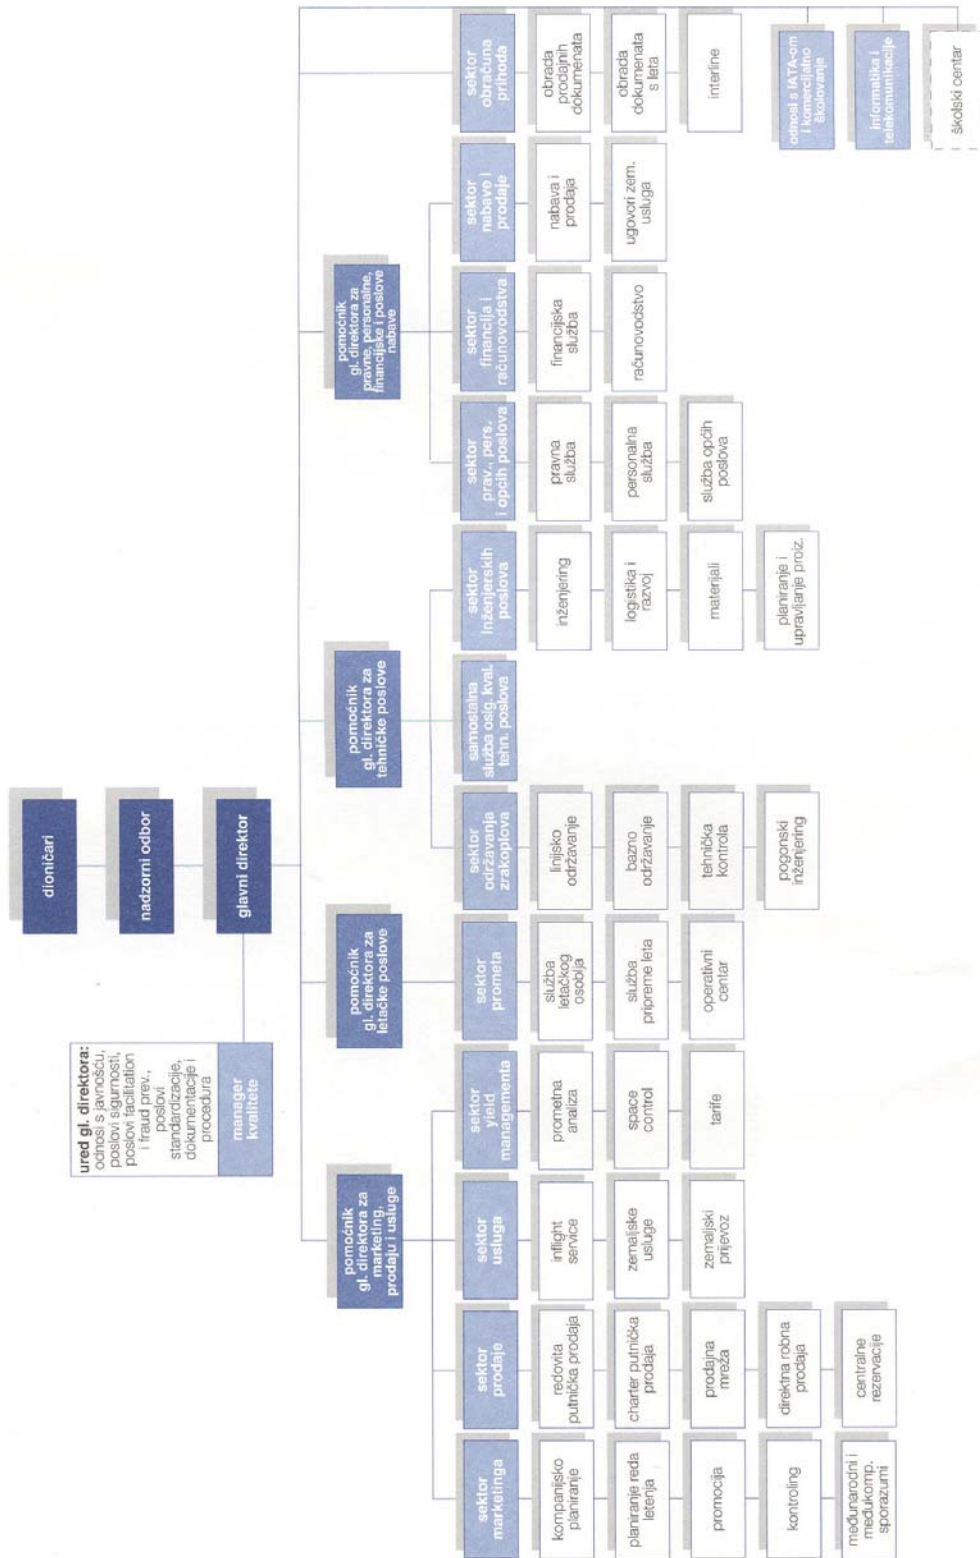 dioničari
nadzorni odbor
glavni direktor
ured gl. direktora:
odnosi s javnošću,
poslovi sigurnosti,
poslovi facilitation
i fraud prev.,
poslovi
standardizacije,
dokumentacije i
procedura
manager
kvalitete
pomoćnik
gl. direktora za
marketing,
prodaju i usluge
pomoćnik
gl. direktora za
letačke poslove
pomoćnik
gl. direktora za
tehničke poslove
pomoćnik
gl. direktora za
pravne, personalne,
financijske i poslove
nabave
sektor
marketinga
kompanijsko
planiranje
planiranje reda
letenja
promocija
kontroling
međunarodni i
međukomp.
sporazumi
sektor
prodaje
redovita
putnička prodaja
charter putnička
prodaja
prodajna
mreža
direktna robna
prodaja
centralne
rezervacije
sektor
usluga
inflight
service
zemaljske
usluge
zemaljski
prijevoz
sektor
yield
managementa
prometna
analiza
space
control
tarife
sektor
prometa
služba
letačkog
osoblja
služba
pripreme leta
operativni
centar
sektor
održavanja
zrakoplova
linijsko
održavanje
bazno
održavanje
tehnička
kontrola
pogonski
inženjering
samostalna
služba osig. kval.
tehn. poslova
sektor
inženjerskih
poslova
inženjering
logistika i
razvoj
materijali
planiranje i
upravljanje proiz.
sektor
prav., pers.
i općih poslova
pravna
služba
personalna
služba
služba općih
poslova
sektor
financija i
računovodstva
financijska
služba
računovodstvo
sektor
nabave i
prodaje
nabava i
prodaja
ugovori zem.
usluga
sektor
obračuna
prihoda
obrada
prodajnih
dokumenata
obrada
dokumenata
s leta
interline
odnosi s IATA-om
i komercijalno
školovanje
informatika i
telekomunikacije
školski centar